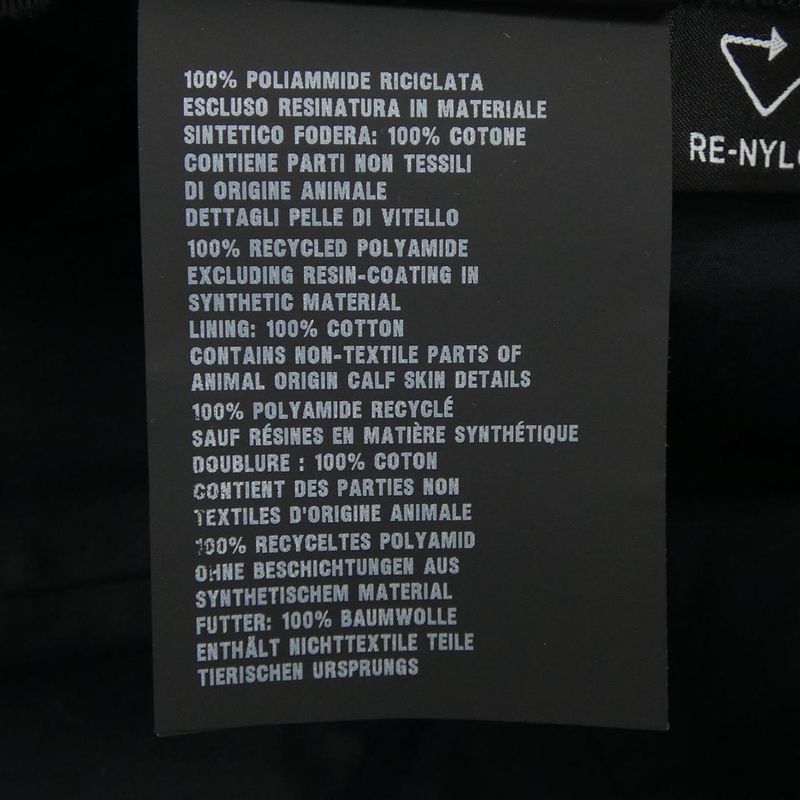 100% POLIAMMIDE RICICLATA
ESCLUSO RESINATURA IN MATERIALE
SINTETICO FODERA: 100% COTONE
CONTIENE PARTI NON TESSILI
DI ORIGINE ANIMALE
DETTAGLI PELLE DI VITELLO
100% RECYCLED POLYAMIDE
EXCLUDING RESIN-COATING IN
SYNTHETIC MATERIAL
LINING: 100% COTTON
CONTAINS NON-TEXTILE PARTS OF
ANIMAL ORIGIN CALF SKIN DETAILS
100% POLYAMIDE RECYCLÉ
SAUF RÉSINES EN MATIÈRE SYNTHÉTIQUE
DOUBLURE : 100% COTON
CONTIENT DES PARTIES NON
TEXTILES D'ORIGINE ANIMALE
100% RECYCELTES POLYAMID
OHNE BESCHICHTUNGEN AUS
SYNTHETISCHEM MATERIAL
FUTTER: 100% BAUMWOLLE
ENTHÄLT NICHTTEXTILE TEILE
TIERISCHEN URSPRUNGS
RE-NYL